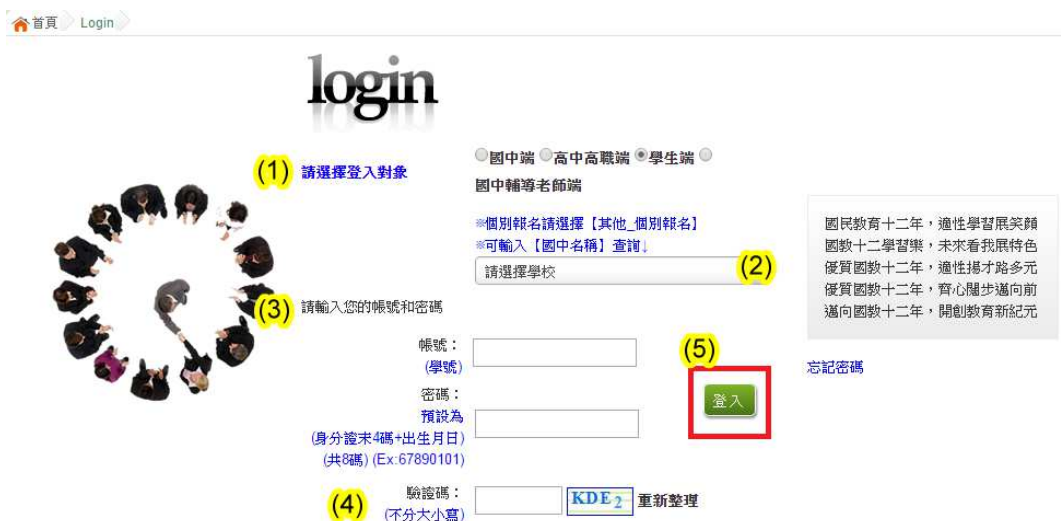 首頁 Login
login
(1) 請選擇登入對象
國中端 高中高職端 學生端
國中輔導老師端
※個別報名請選擇【其他_個別報名】
※可輸入【國中名稱】查詢↓
請選擇學校 (2)
(3) 請輸入您的帳號和密碼
帳號：
(學號)
密碼：
預設為
(身分證末4碼+出生月日)
(共8碼) (Ex:67890101)
(5)
登入
(4) 驗證碼：
(不分大小寫)
KDE2 重新整理
國民教育十二年，適性學習展笑顏
國教十二學習樂，未來看我展特色
優質國教十二年，適性揚才路多元
優質國教十二年，齊心闊步邁向前
邁向國教十二年，開創教育新紀元
忘記密碼